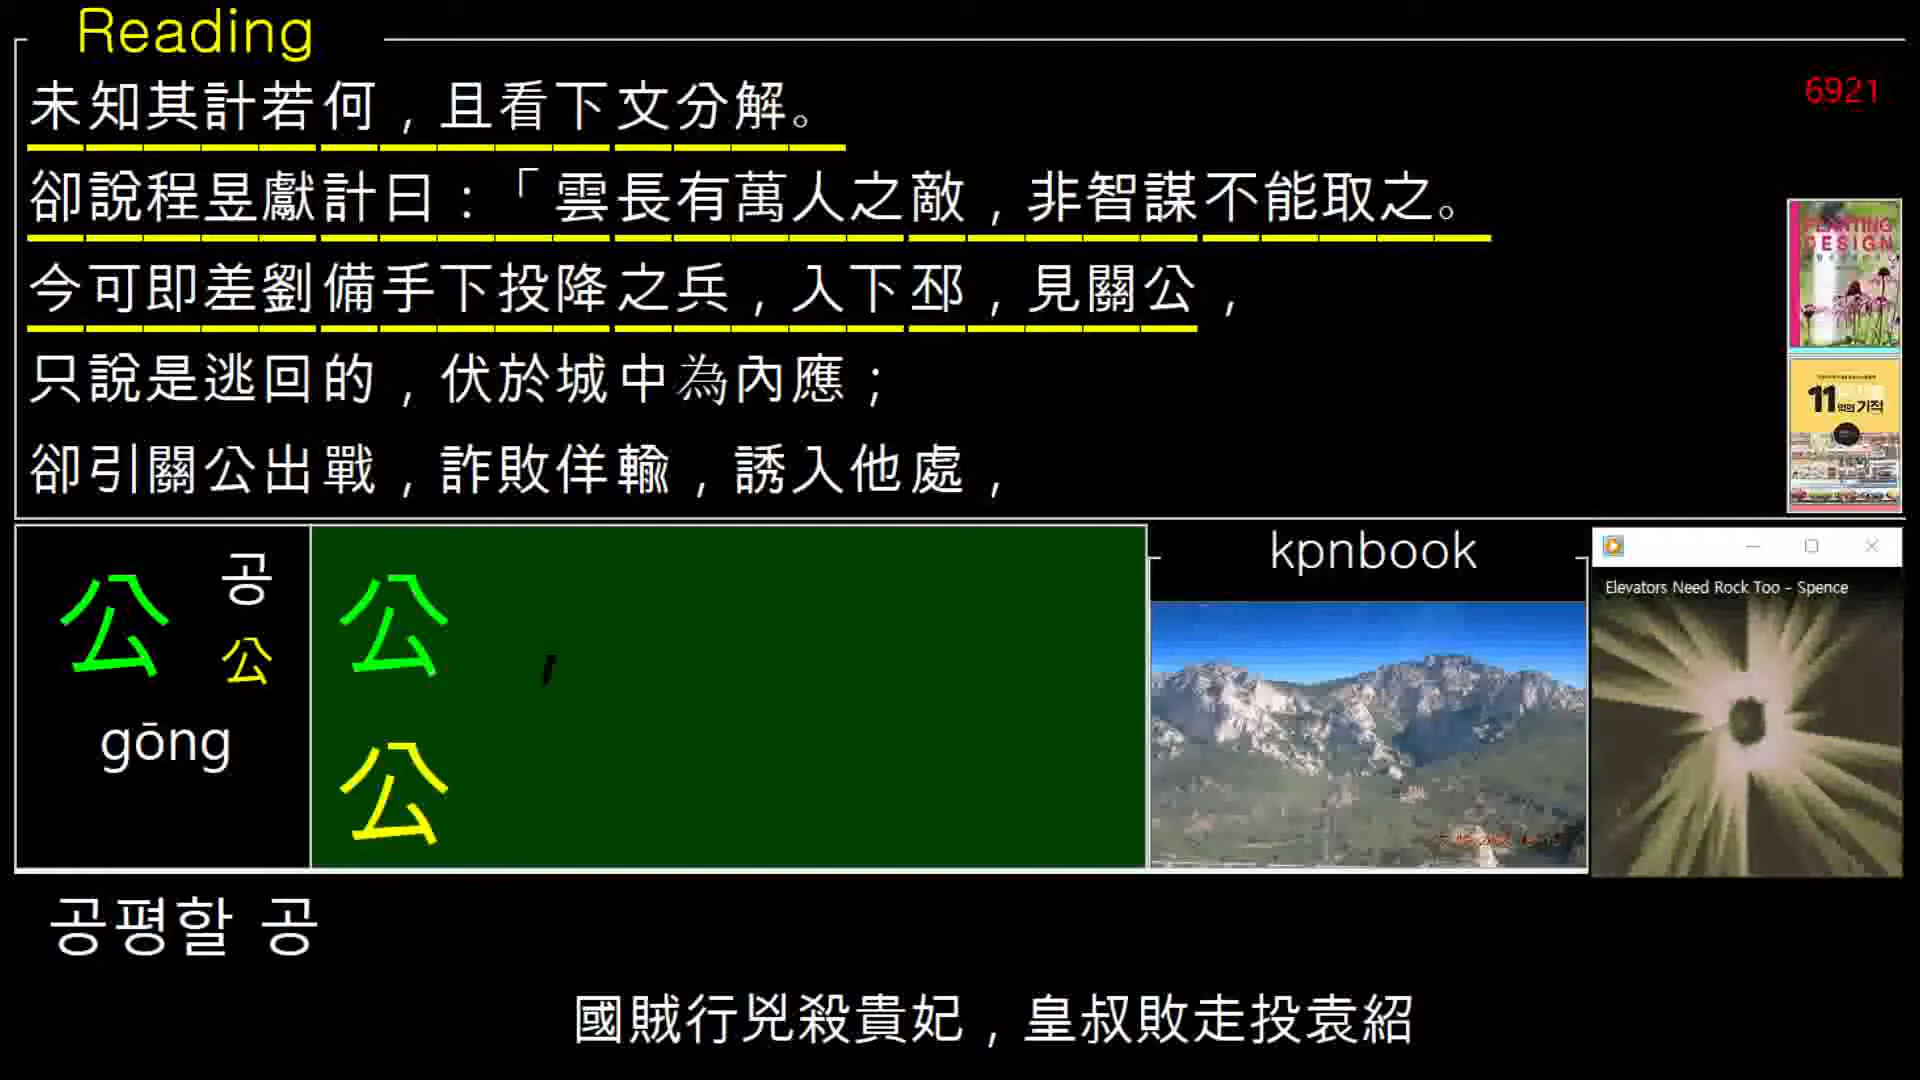 Reading
未知其計若何，且看下文分解。
6921
卻說程昱獻計曰：「雲長有萬人之敵，非智謀不能取之。
今可即差劉備手下投降之兵，入下邳，見關公，
只說是逃回的，伏於城中為內應；
卻引關公出戰，詐敗佯輸，誘入他處，
PLANTING
DESIGN
11
기적
公
공
公
gōng
公
公
kpnbook
Elevators Need Rock Too - Spence
공평할 공
國賊行兇殺貴妃，皇叔敗走投袁紹